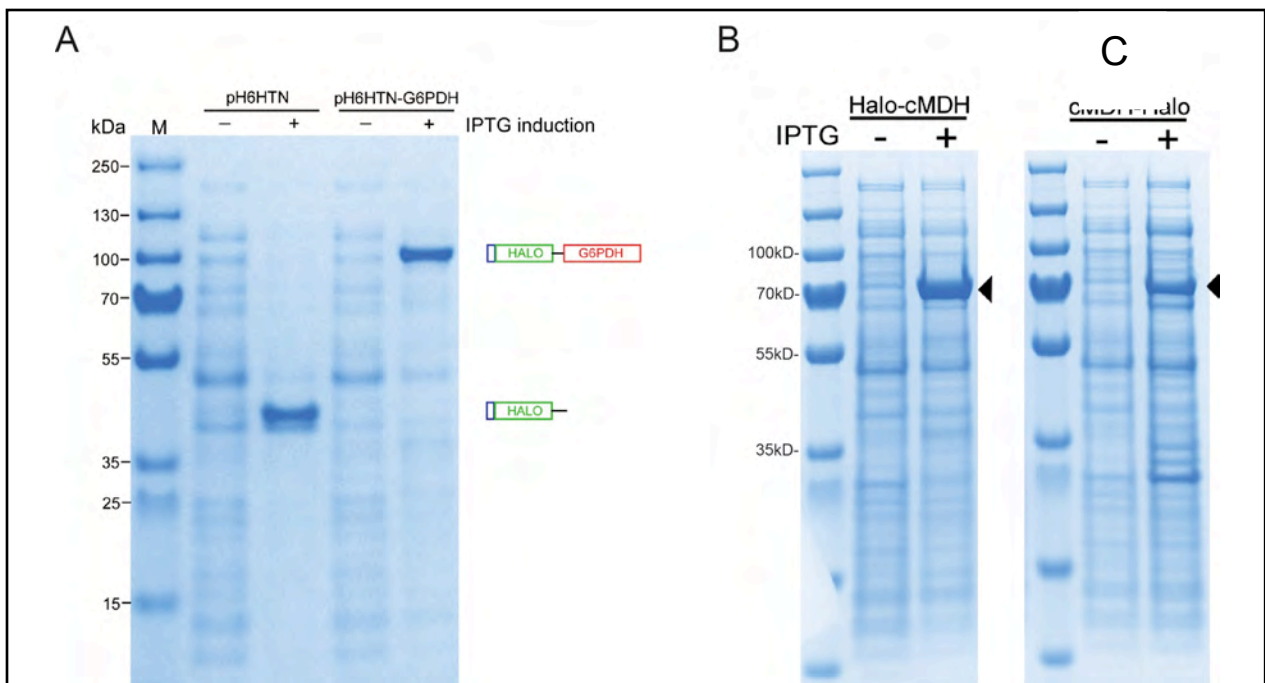 A
pH6HTN pH6HTN-G6PDH
kDa M – + – + IPTG induction
250–
130–
100–
70–
55–
35–
25–
15–
HALO G6PDH
HALO
B
Halo-cMDH
IPTG - +
100kD-
70kD-
55kD-
35kD-
C
- +